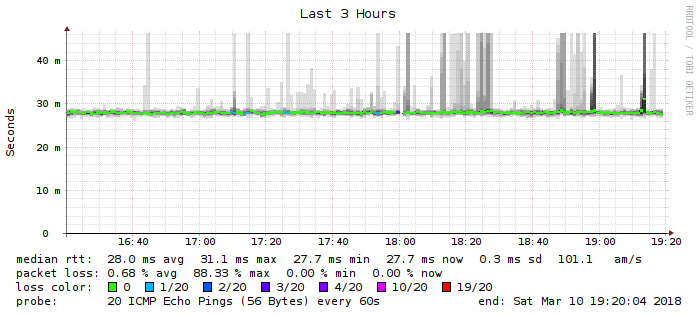 Last 3 Hours
RRDTOOL / TOBI OETIKER
Seconds
40 m
30 m
20 m
10 m
0
16:40 17:00 17:20 17:40 18:00 18:20 18:40 19:00 19:20
median rtt: 28.0 ms avg 31.1 ms max 27.7 ms min 27.7 ms now 0.3 ms sd 101.1 am/s
packet loss: 0.68 % avg 88.33 % max 0.00 % min 0.00 % now
loss color: 0 1/20 2/20 3/20 4/20 10/20 19/20
probe: 20 ICMP Echo Pings (56 Bytes) every 60s end: Sat Mar 10 19:20:04 2018